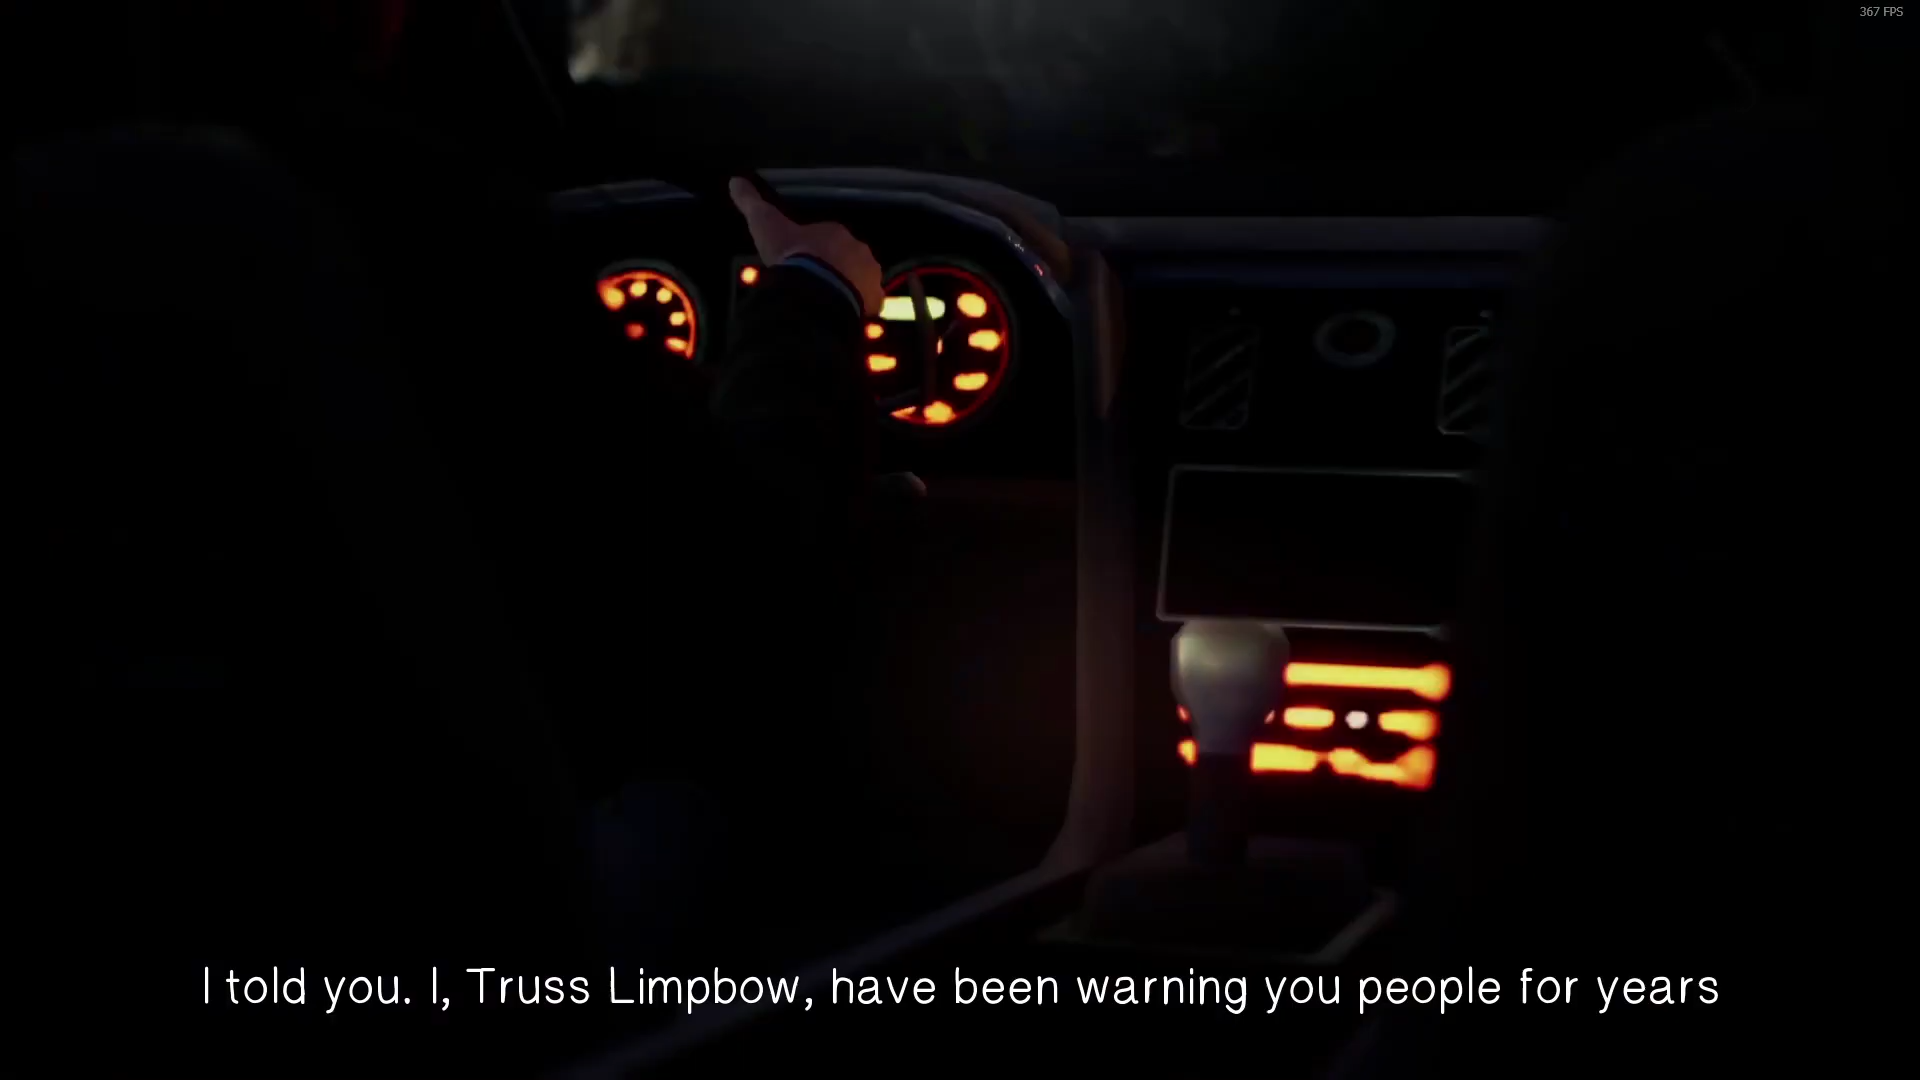 367 FPS
I told you. I, Truss Limpbow, have been warning you people for years